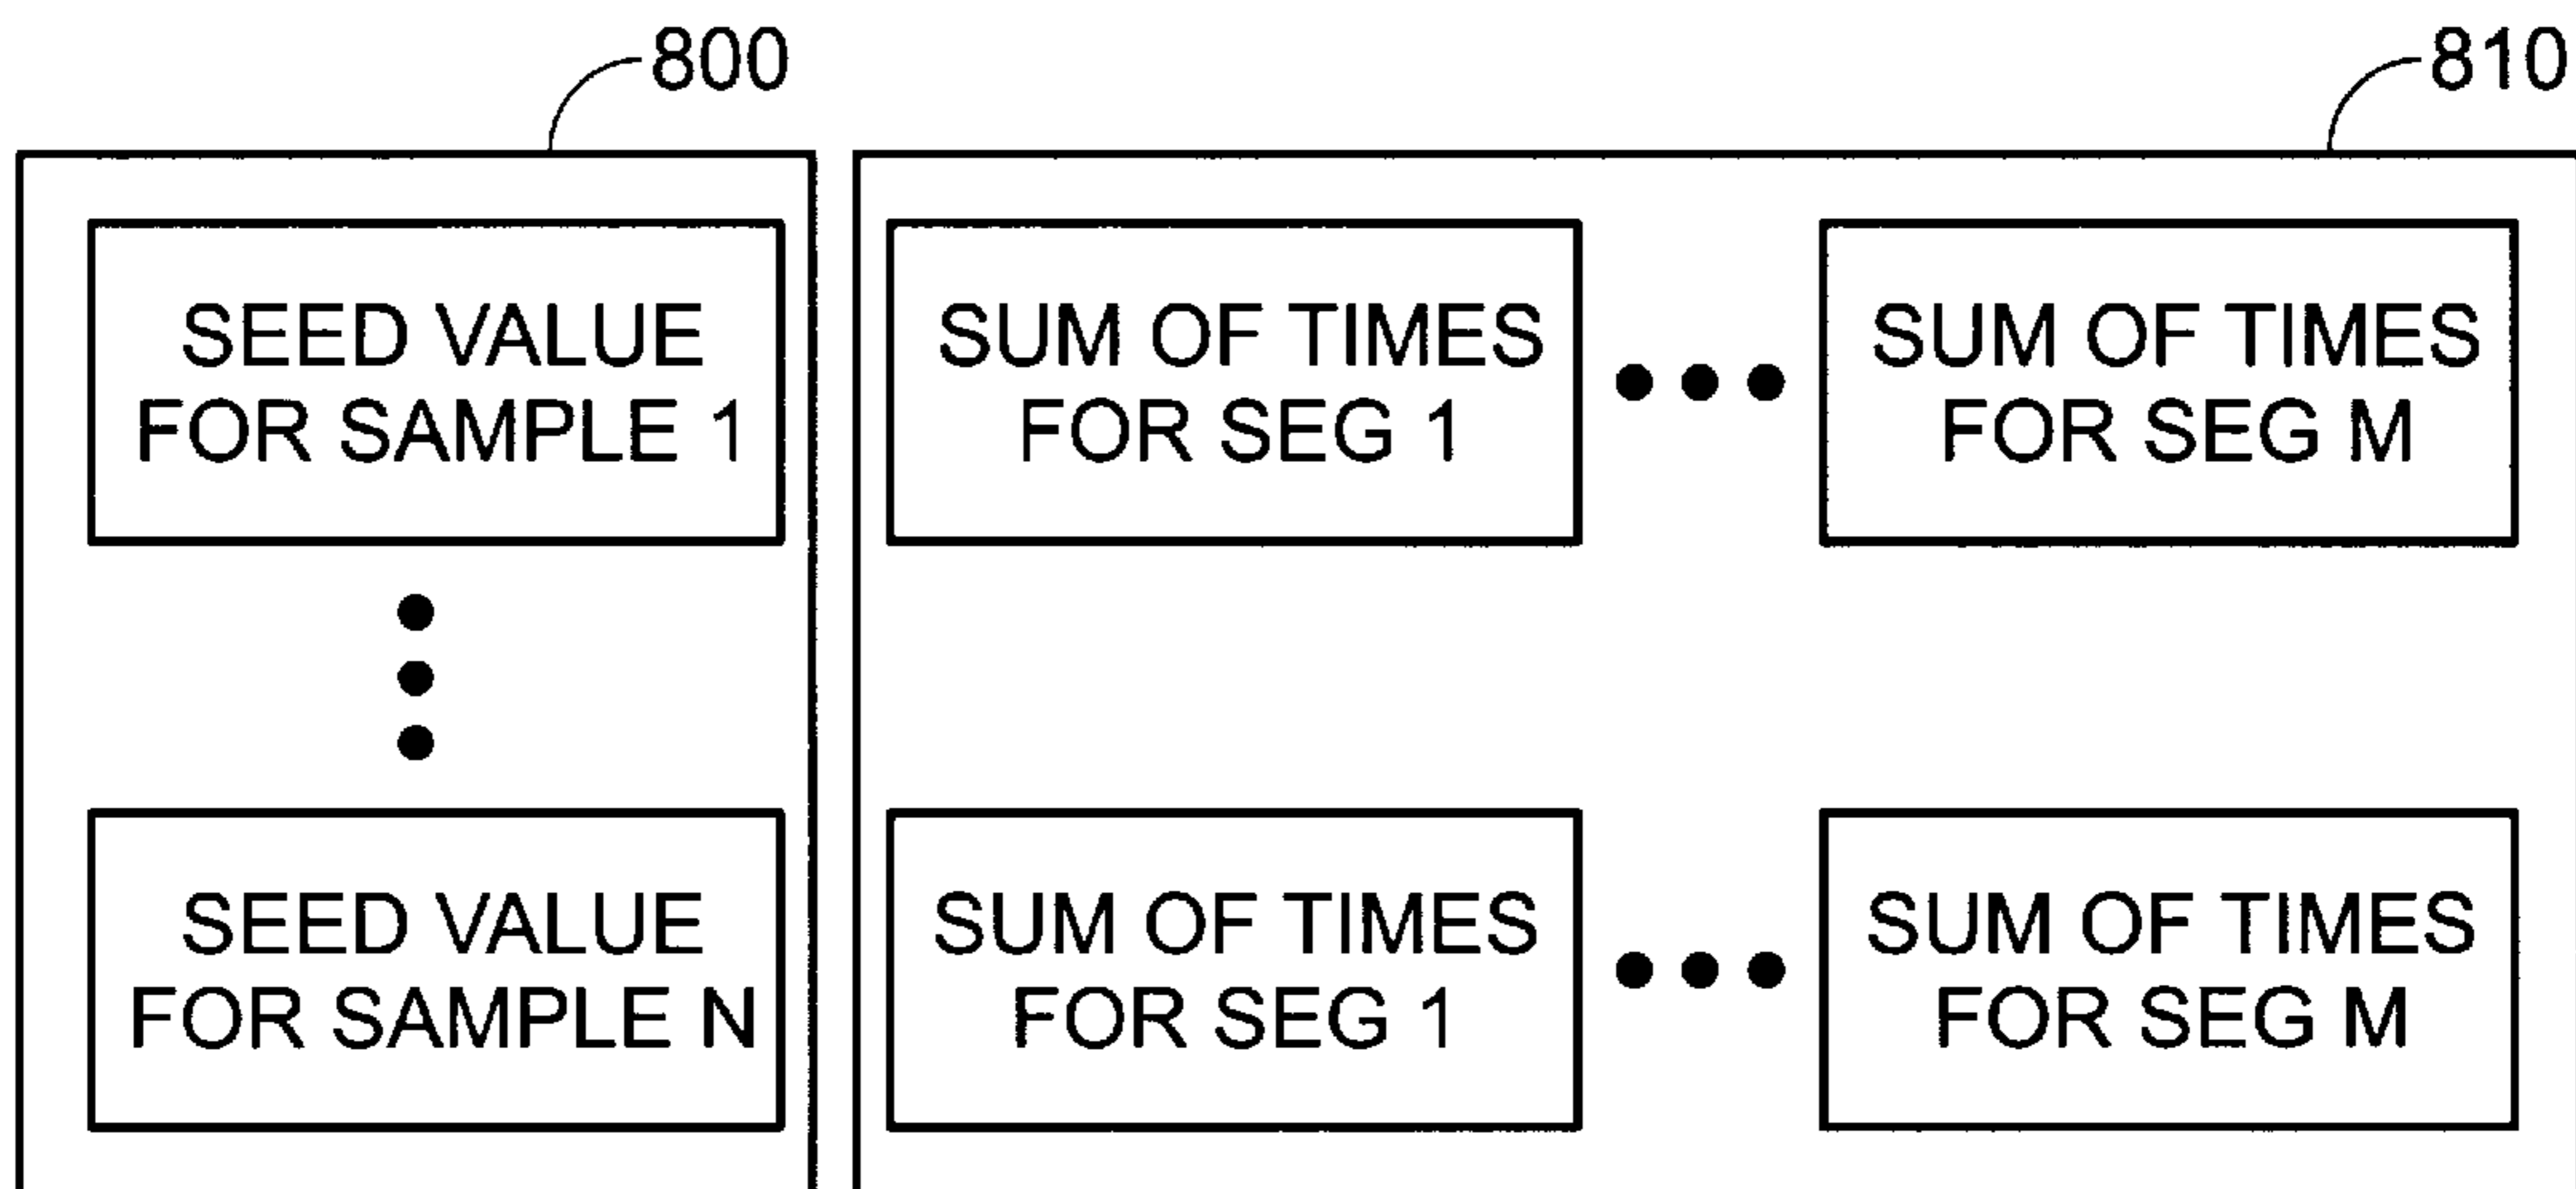 800
810
SEED VALUE
FOR SAMPLE 1
SUM OF TIMES
FOR SEG 1
SUM OF TIMES
FOR SEG M
SEED VALUE
FOR SAMPLE N
SUM OF TIMES
FOR SEG 1
SUM OF TIMES
FOR SEG M